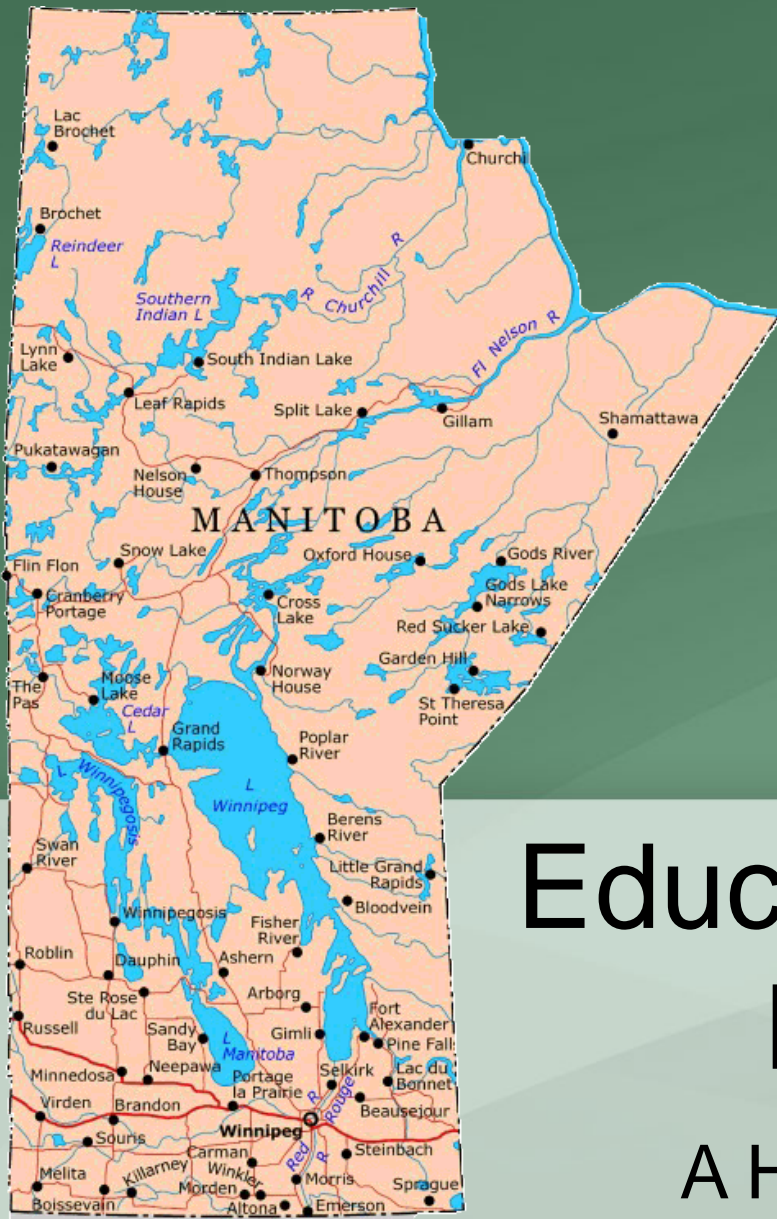 Lac
Brochet
Churchi
Brochet
Reindeer
L
R Churchill R
Southern
Indian L
Fl Nelson R
Lynn
Lake
South Indian Lake
Leaf Rapids
Split Lake
Gillam
Shamattawa
Pukatawagan
Nelson
House
Thompson
MANITOBA
Snow Lake
Oxford House
Gods River
Flin Flon
Gods Lake
Narrows
Cranberry
Portage
Cross
Lake
Red Sucker Lake
Garden Hill
The
Pas
Moose
Lake
Norway
House
St Theresa
Point
Cedar
L
Grand
Rapids
Poplar
River
L Winnipegosis
L
Winnipeg
Berens
River
Swan
River
Little Grand
Rapids
Educ
Bloodvein
Winnipegosis
Fisher
River
Roblin
Dauphin
Ashern
Ste Rose
du Lac
Arborg
Fort
Alexander
Russell
Sandy
Bay
L
Manitoba
Gimli
Pine Fall
Minnedosa
Neepawa
Selkirk
Lac du
Bonnet
Portage
la Prairie
R
Rouge
Beausejour
Virden
Brandon
Winnipeg
Souris
Red
R
Steinbach
Carman
Winkler
A H
Melita
Killarney
Morden
Morris
Sprague
Boissevain
Altona
Emerson